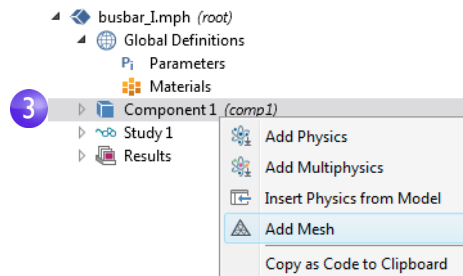 busbar_I.mph (root)
Global Definitions
Pi Parameters
Materials
3 Component 1 (comp1)
Study 1
Results
Add Physics
Add Multiphysics
Insert Physics from Model
Add Mesh
Copy as Code to Clipboard